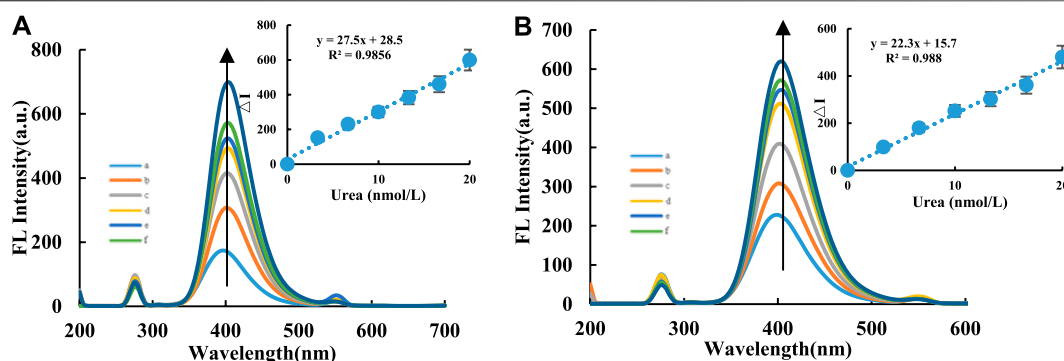 A
FL Intensity(a.u.)
800
700
600
400
200
0
200
300
400
500
600
700
Wavelength(nm)
a
b
c
d
e
f
△I
800
600
400
200
0
0
10
20
Urea (nmol/L)
y = 27.5x + 28.5
R² = 0.9856
B
FL Intensity(a.u.)
700
600
500
400
300
200
100
0
200
300
400
500
600
Wavelength(nm)
a
b
c
d
e
f
△I
600
400
200
0
0
10
20
Urea (nmol/L)
y = 22.3x + 15.7
R² = 0.988